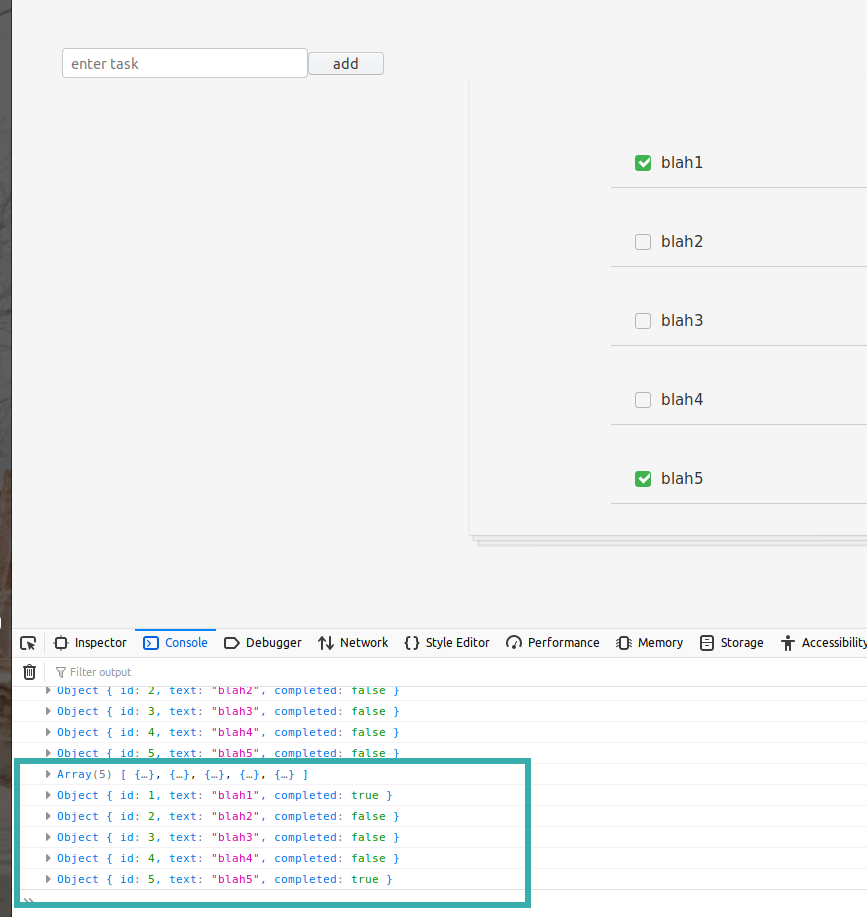 enter task add
blah1
blah2
blah3
blah4
blah5
Inspector Console Debugger Network Style Editor Performance Memory Storage Accessibility
Filter output
Object { id: 2, text: "blah2", completed: false }
Object { id: 3, text: "blah3", completed: false }
Object { id: 4, text: "blah4", completed: false }
Object { id: 5, text: "blah5", completed: false }
Array(5) [ {…}, {…}, {…}, {…}, {…} ]
Object { id: 1, text: "blah1", completed: true }
Object { id: 2, text: "blah2", completed: false }
Object { id: 3, text: "blah3", completed: false }
Object { id: 4, text: "blah4", completed: false }
Object { id: 5, text: "blah5", completed: true }